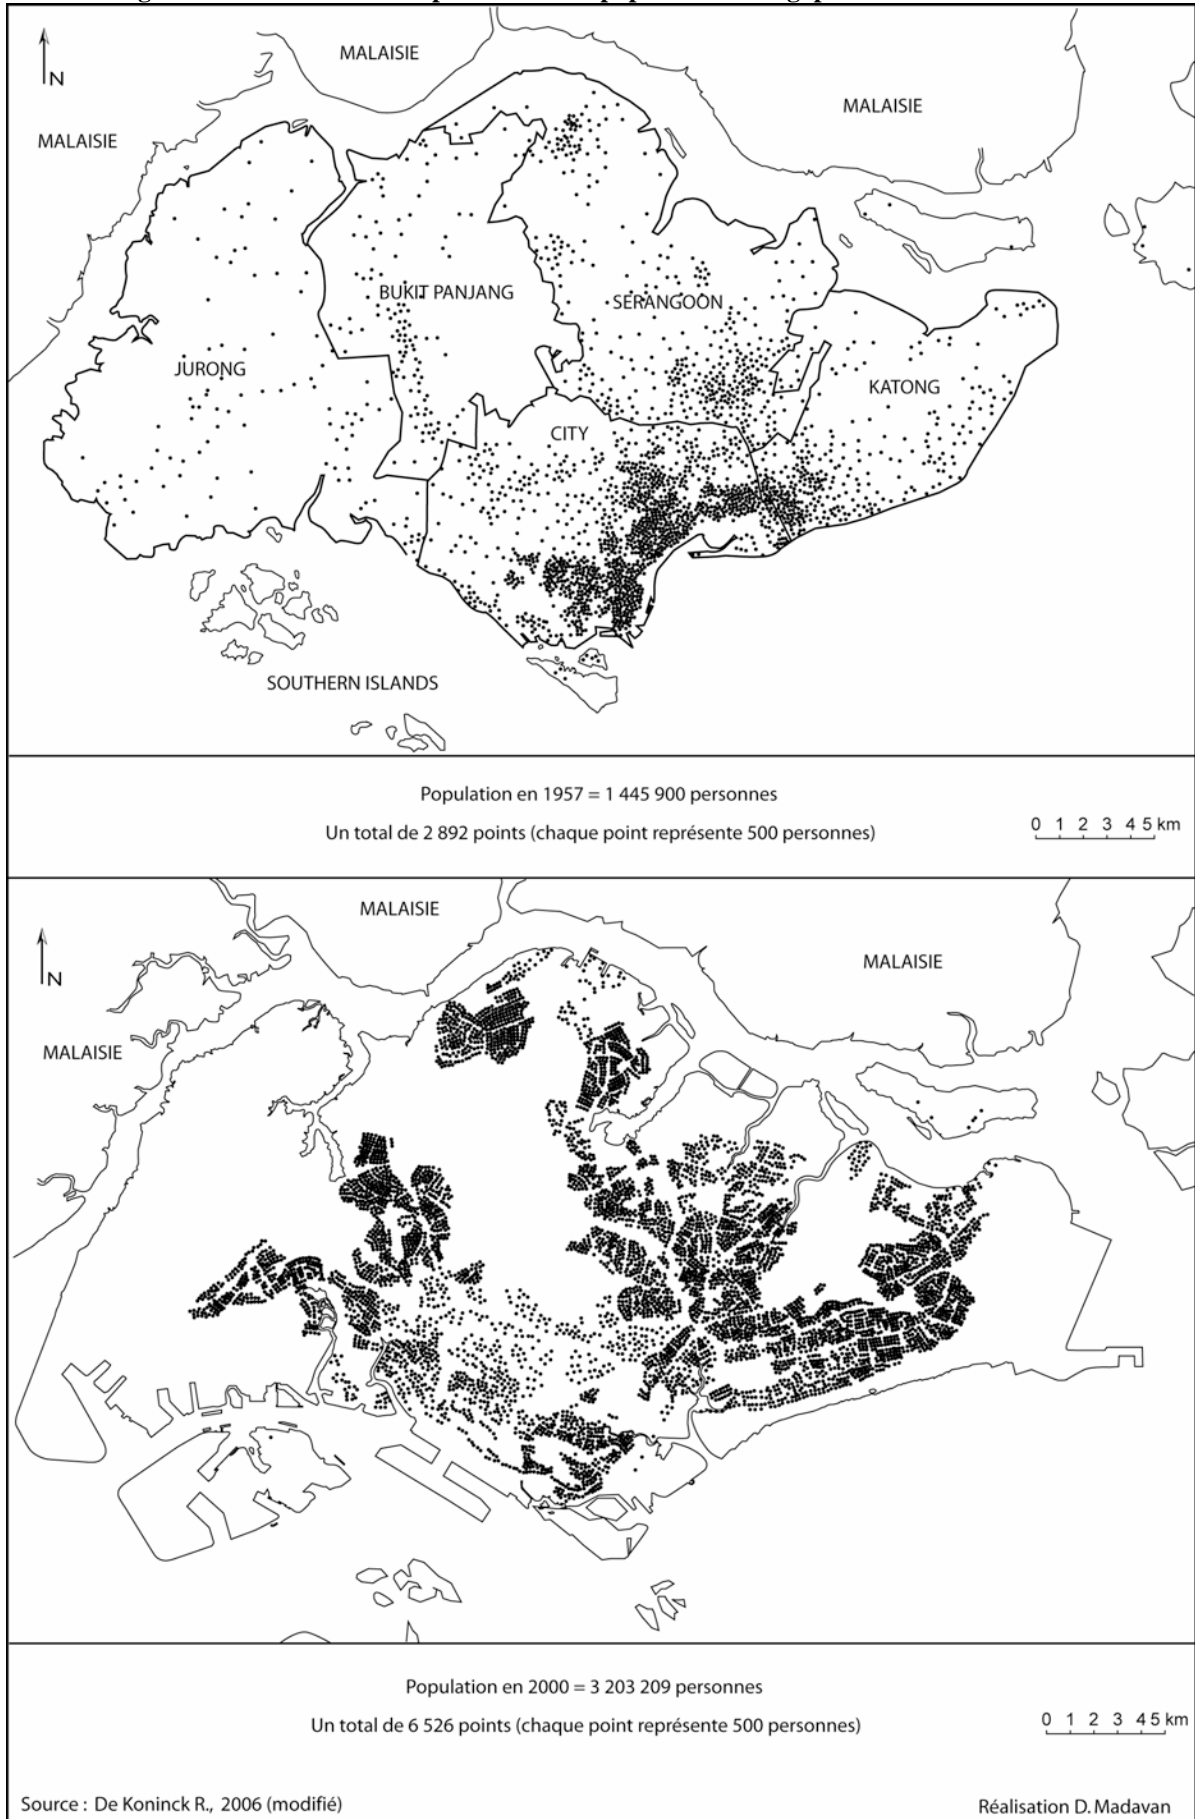 MALAISIE
MALAISIE
MALAISIE
N
BUKIT PANJANG
SERANGOON
JURONG
KATONG
CITY
SOUTHERN ISLANDS
Population en 1957 = 1 445 900 personnes
Un total de 2 892 points (chaque point représente 500 personnes)
0 1 2 3 4 5 km
MALAISIE
MALAISIE
N
MALAISIE
Population en 2000 = 3 203 209 personnes
Un total de 6 526 points (chaque point représente 500 personnes)
0 1 2 3 4 5 km
Source : De Koninck R., 2006 (modifié)
Réalisation D. Madavan